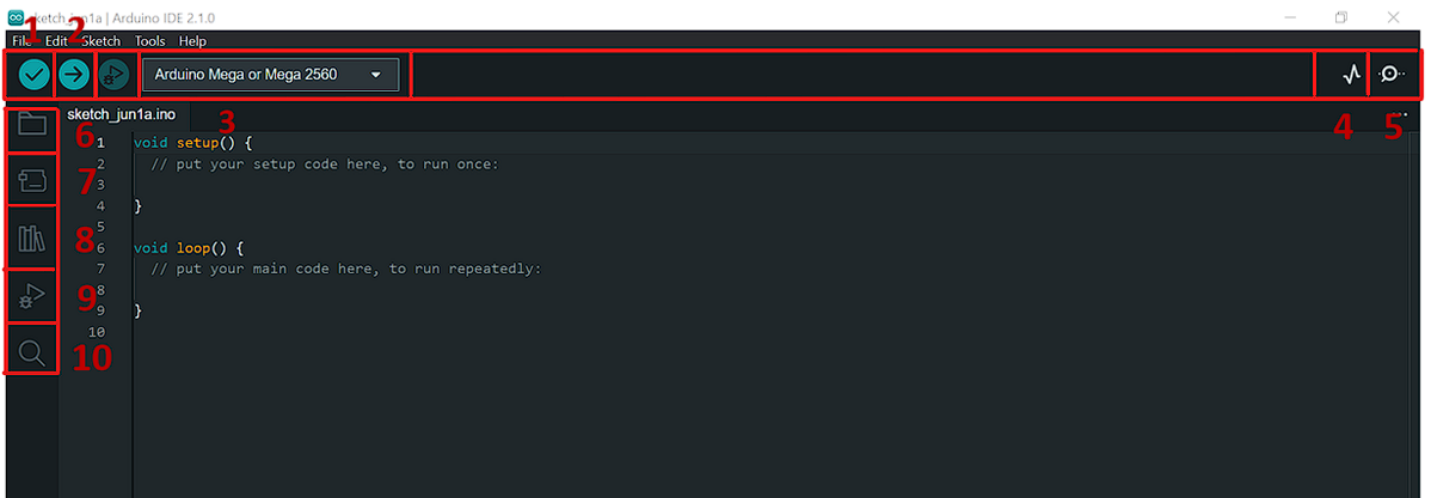 sketch_jun1a | Arduino IDE 2.1.0
File Edit Sketch Tools Help
1 2
Arduino Mega or Mega 2560
sketch_jun1a.ino
3 4 5
6 7 8 9 10
1 void setup() {
2 // put your setup code here, to run once:
3
4 }
5
6 void loop() {
7 // put your main code here, to run repeatedly:
8
9 }
10